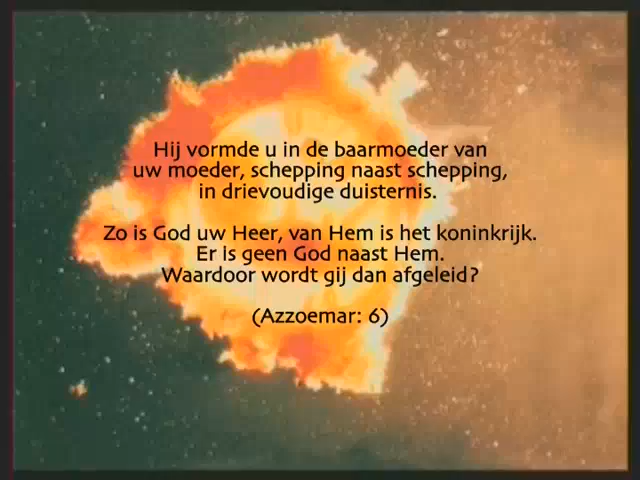 Hij vormde u in de baarmoeder van
uw moeder, schepping naast schepping,
in drievoudige duisternis.
Zo is God uw Heer, van Hem is het koninkrijk.
Er is geen God naast Hem.
Waardoor wordt gij dan afgeleid?
(Azzoemar: 6)